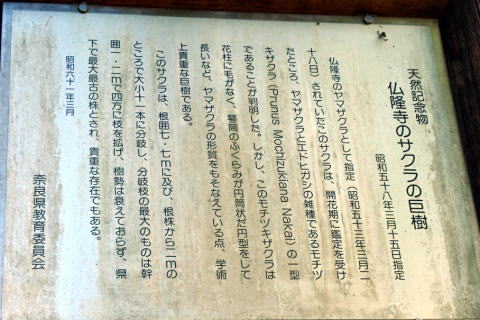 天然記念物
仏隆寺のサクラの巨樹
昭和五十八年三月十五日指定
仏隆寺のヤマザクラとして指定(昭和五十三年三月二
十八日)されていたこのサクラは、開花期に鑑定を受け
たところ、ヤマザクラとエドヒガンの雑種であるモチヅ
キザクラ(Prunus Mochizukiana Nakai)の一型
であることが判明した。しかし、このモチヅキザクラは
花柱に毛がなく、萼筒のふくらみが円筒状だ円型をして
長いなど、ヤマザクラの形質をもそなえている点、学術
上貴重な巨樹である。
このサクラは、根囲七・七mに及び、根株から二mの
ところで大小十一本に分岐し、分岐枝の最大のものは幹
囲一・二mで四方に枝を拡げ、樹勢は衰えておらず、県
下で最大最古の株とされ、貴重な存在でもある。
昭和六十一年三月
奈良県教育委員会